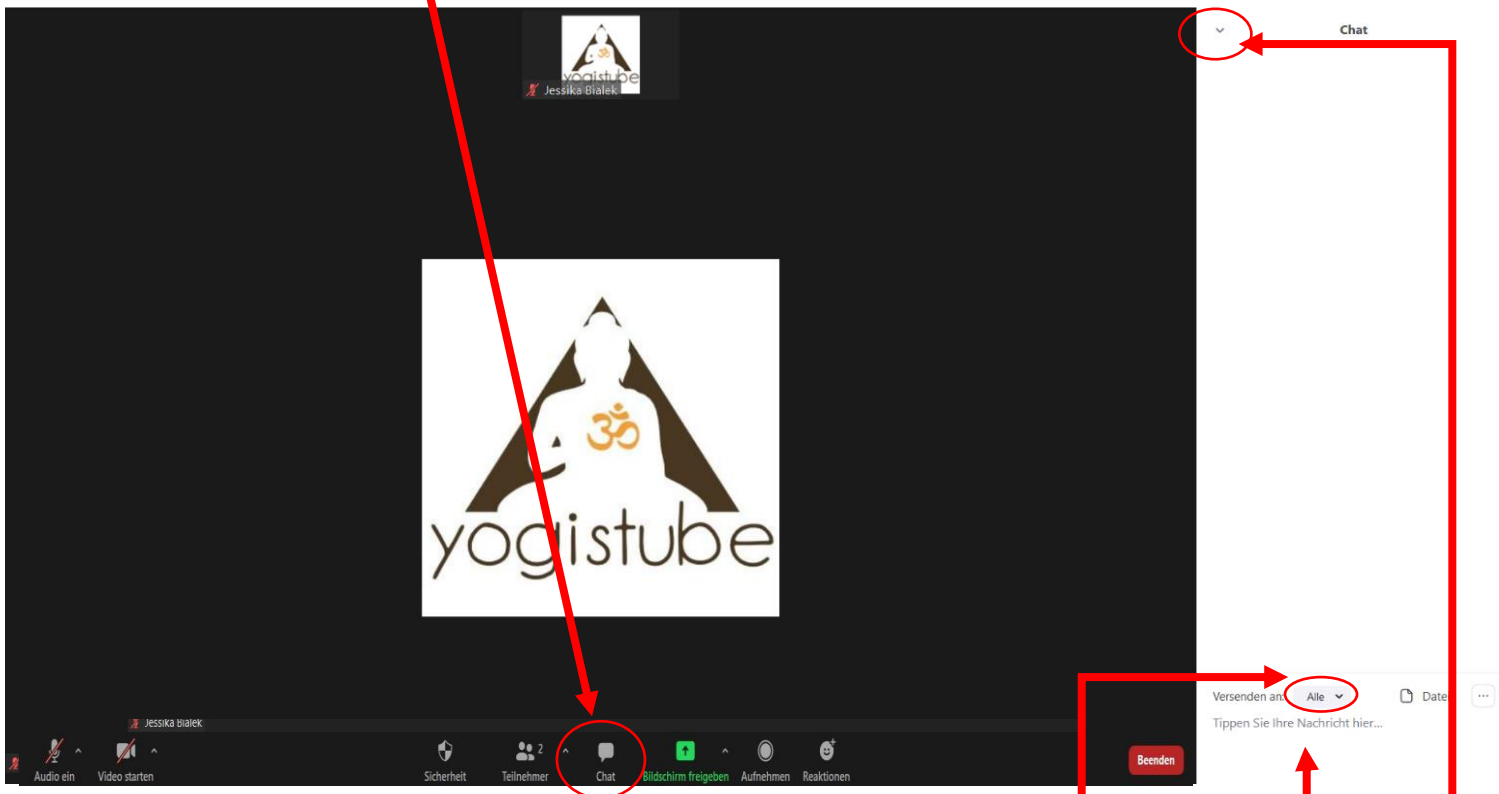 yogistube
Jessika Bialek
Chat
yogistube
Versenden an: Alle
Datei
Tippen Sie Ihre Nachricht hier...
Jessika Bialek
Audio ein
Video starten
Sicherheit
2
Teilnehmer
Chat
Bildschirm freigeben
Aufnehmen
Reaktionen
Beenden